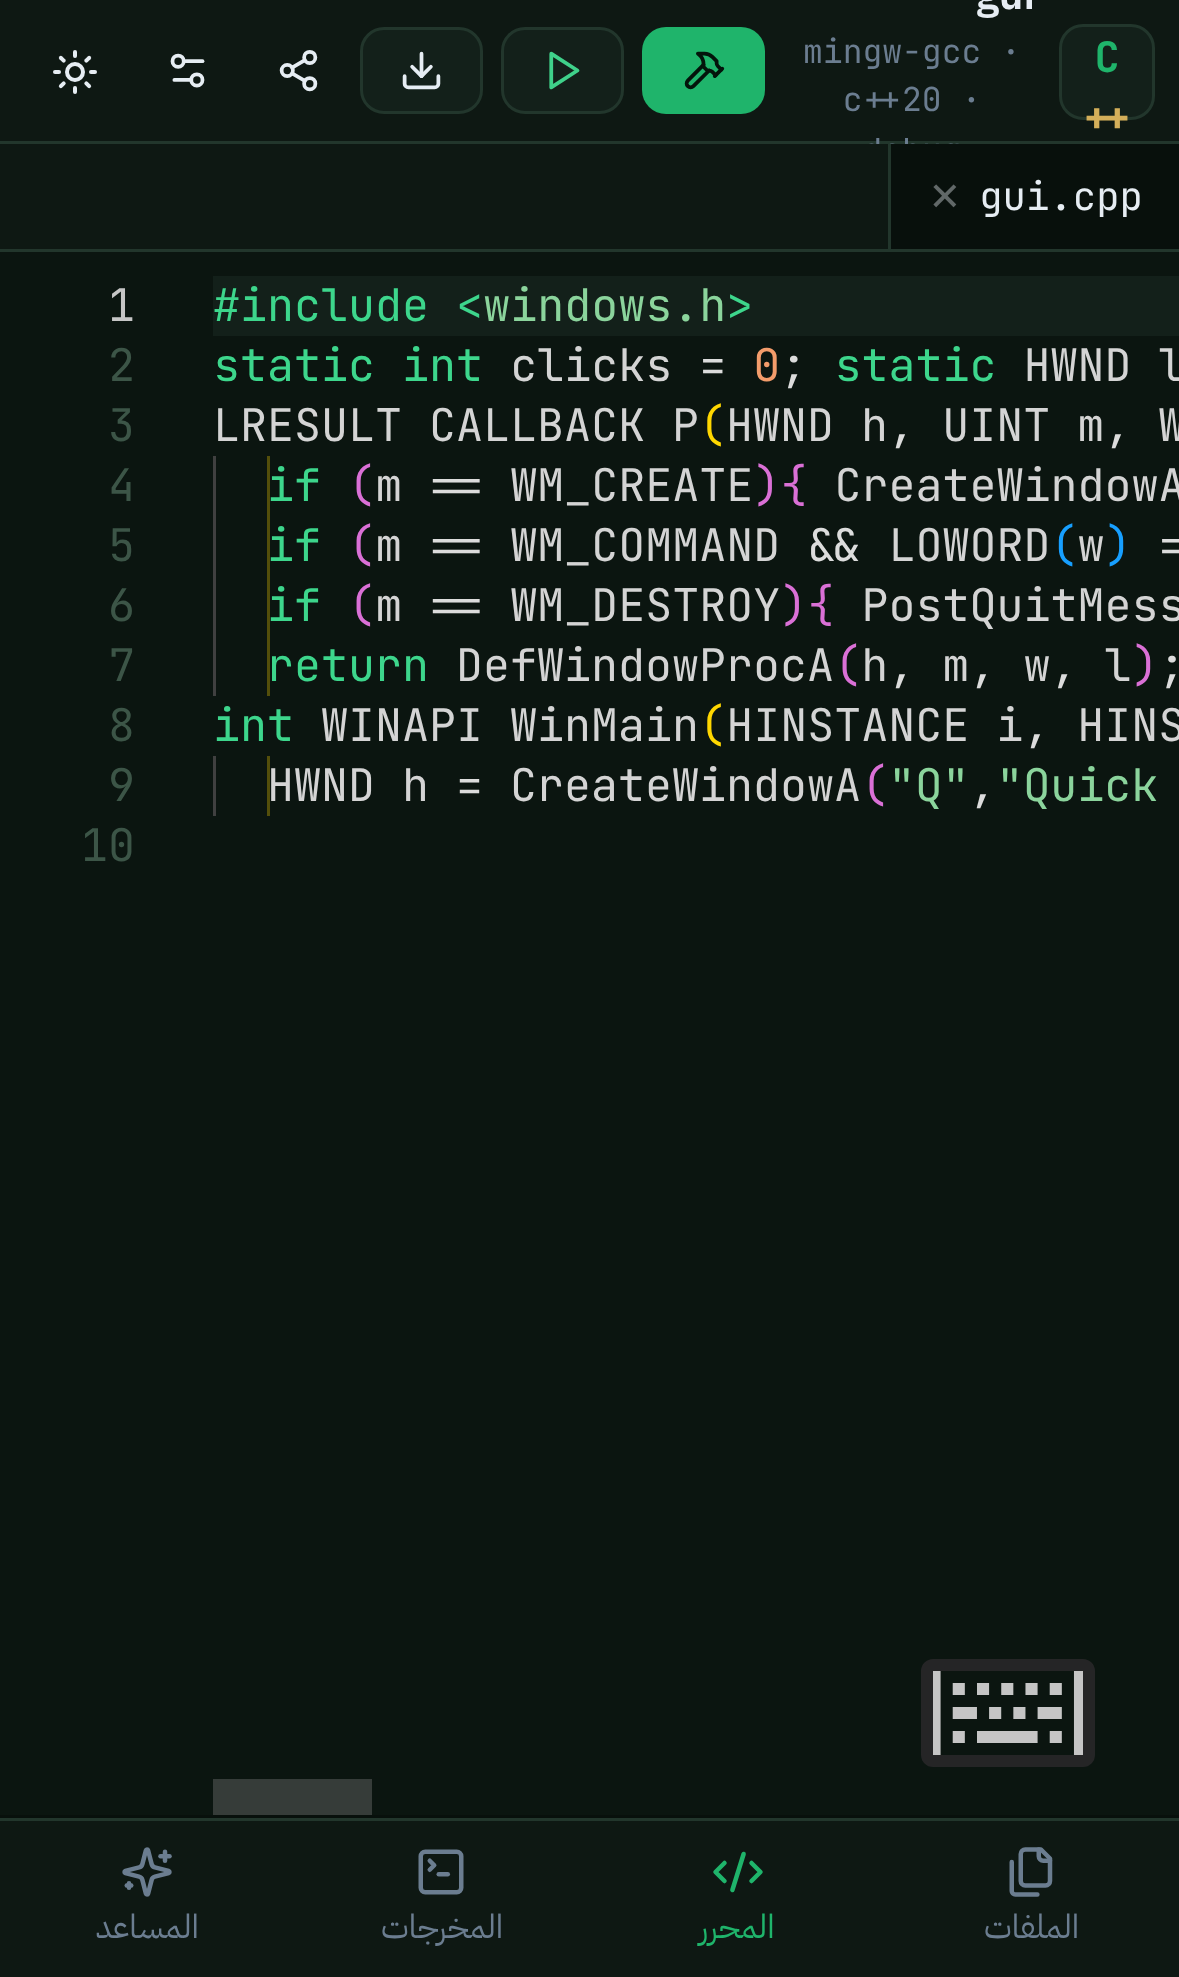 gui
mingw-gcc ·
c++20 ·
C
++
gui.cpp
1 #include <windows.h>
2 static int clicks = 0; static HWND l
3 LRESULT CALLBACK P(HWND h, UINT m, W
4 if (m == WM_CREATE){ CreateWindowA
5 if (m == WM_COMMAND && LOWORD(w) =
6 if (m == WM_DESTROY){ PostQuitMess
7 return DefWindowProcA(h, m, w, l);
8 int WINAPI WinMain(HINSTANCE i, HINS
9 HWND h = CreateWindowA("Q","Quick
10
الملفات
المحرر
المخرجات
المساعد